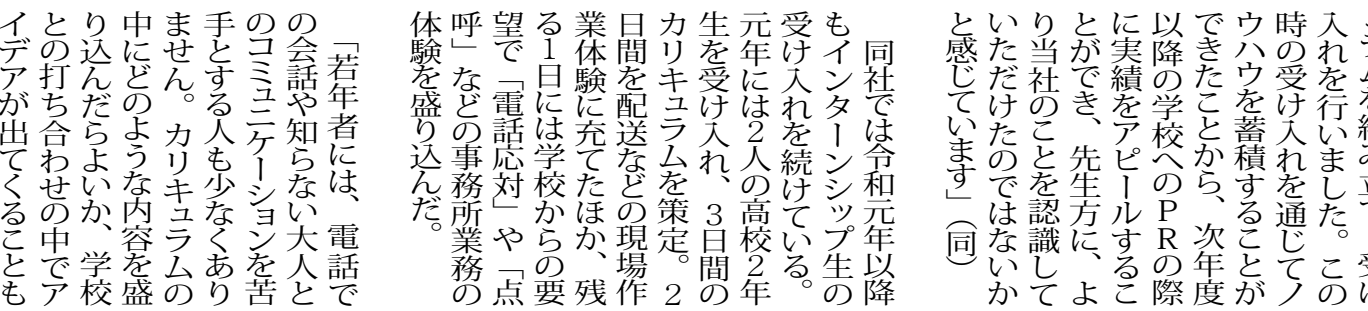 入れを行いました。この
時の受け入れを通じてノ
ウハウを蓄積することが
できたことから、次年度
以降の学校へのPRの際
に実績をアピールするこ
とができ、先生方に、よ
り当社のことを認識して
いただけたのではないか
と感じています」（同）
同社では令和元年以降
もインターンシップ生の
受け入れを続けている。
元年には2人の高校2年
生を受け入れ、3日間の
カリキュラムを策定。2
日間を配送などの現場作
業体験に充てたほか、残
る1日には学校からの要
望で「電話応対」や「点
呼」などの事務所業務の
体験を盛り込んだ。
「若年者には、電話で
の会話や知らない大人と
のコミュニケーションを苦
手とする人も少なくあり
ません。カリキュラムの
中にどのような内容を盛
り込んだらよいか、学校
との打ち合わせの中でア
イデアが出てくることも